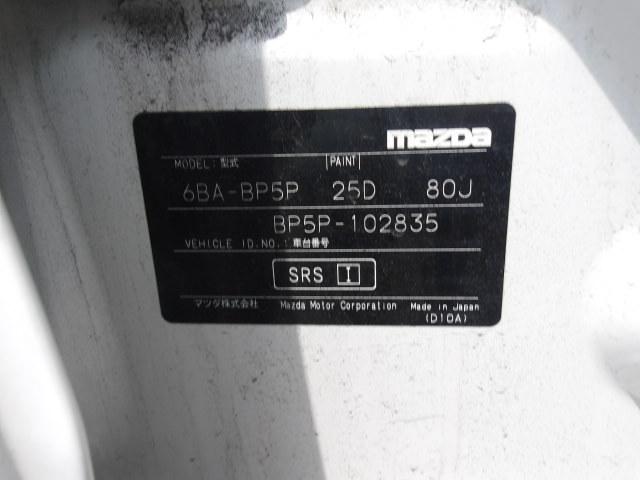 mazda
MODEL:型式 PAINT
6BA-BP5P 25D 80J
BP5P-102835
VEHICLE ID.NO.:車台番号
SRS I
マツダ株式会社 Mazda Motor Corporation Made in Japan
(D10A)